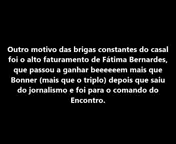 Outro motivo das brigas constantes do casal
foi o alto faturamento de Fátima Bernardes,
que passou a ganhar beeeeeem mais que
Bonner (mais que o triplo) depois que saiu
do jornalismo e foi para o comando do
Encontro.